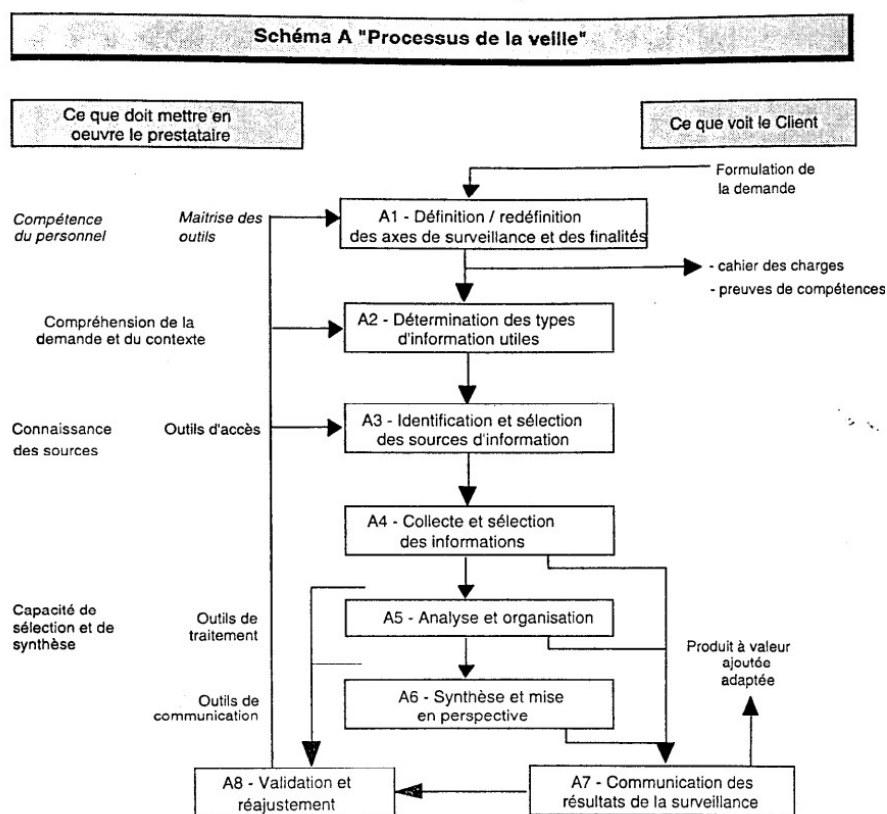 Schéma A "Processus de la veille"
Ce que doit mettre en
oeuvre le prestataire
Ce que voit le Client
Formulation de
la demande
Compétence
du personnel
Maitrise des
outils
A1 - Définition / redéfinition
des axes de surveillance et des finalités
- cahier des charges
- preuves de compétences
Compréhension de la
demande et du contexte
A2 - Détermination des types
d'information utiles
Connaissance
des sources
Outils d'accès
A3 - Identification et sélection
des sources d'information
A4 - Collecte et sélection
des informations
Capacité de
sélection et de
synthèse
Outils de
traitement
A5 - Analyse et organisation
Produit à valeur
ajoutée
adaptée
Outils de
communication
A6 - Synthèse et mise
en perspective
A8 - Validation et
réajustement
A7 - Communication des
résultats de la surveillance